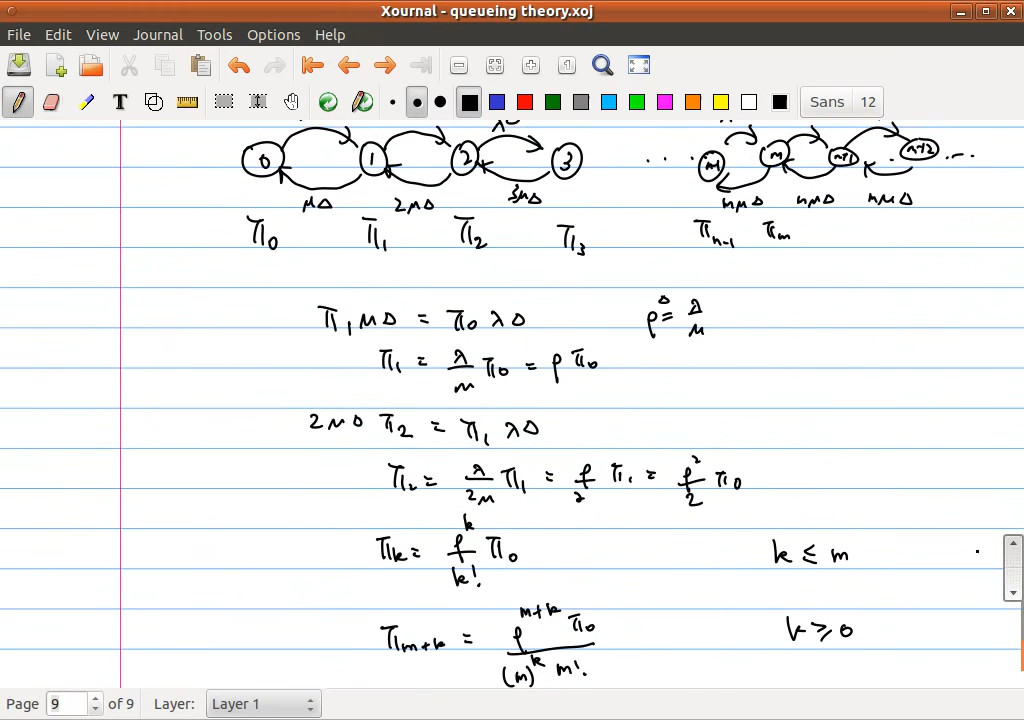 Xournal - queueing theory.xoj
File Edit View Journal Tools Options Help
T Sans 12
λΔ
0 1 2 3 . . . m-1 m m+1 m+2 ...
μΔ 2μΔ 3μΔ mμΔ mμΔ mμΔ
π₀ π₁ π₂ π₃ πₘ₋₁ πₘ
π₁ μΔ = π₀ λΔ ρ ≜ λ/μ
π₁ = λ/μ π₀ = ρ π₀
2μΔ π₂ = π₁ λΔ
π₂ = λ/2μ π₁ = ρ/2 π₁ = ρ²/2 π₀
πₖ = ρᵏ/k! π₀ k ≤ m
πₘ₊ₖ = ρᵐ⁺ᵏ π₀/(m)ᵏ m! k ≥ 0
Page 9 of 9 Layer: Layer 1